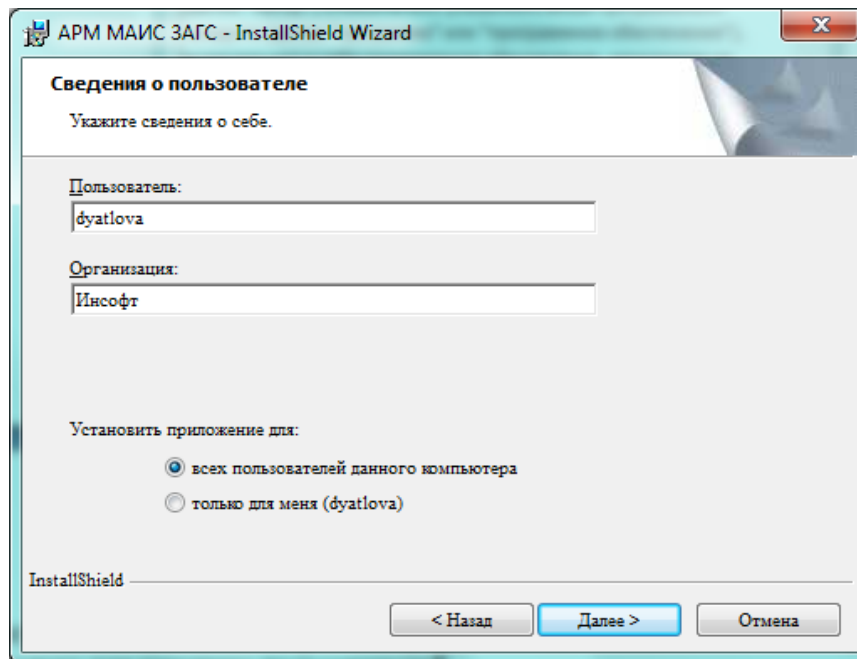 АРМ МАИС ЗАГС - InstallShield Wizard
Сведения о пользователе
Укажите сведения о себе.
Пользователь:
dyatlova
Организация:
Инсофт
Установить приложение для:
всех пользователей данного компьютера
только для меня (dyatlova)
InstallShield
< Назад
Далее >
Отмена